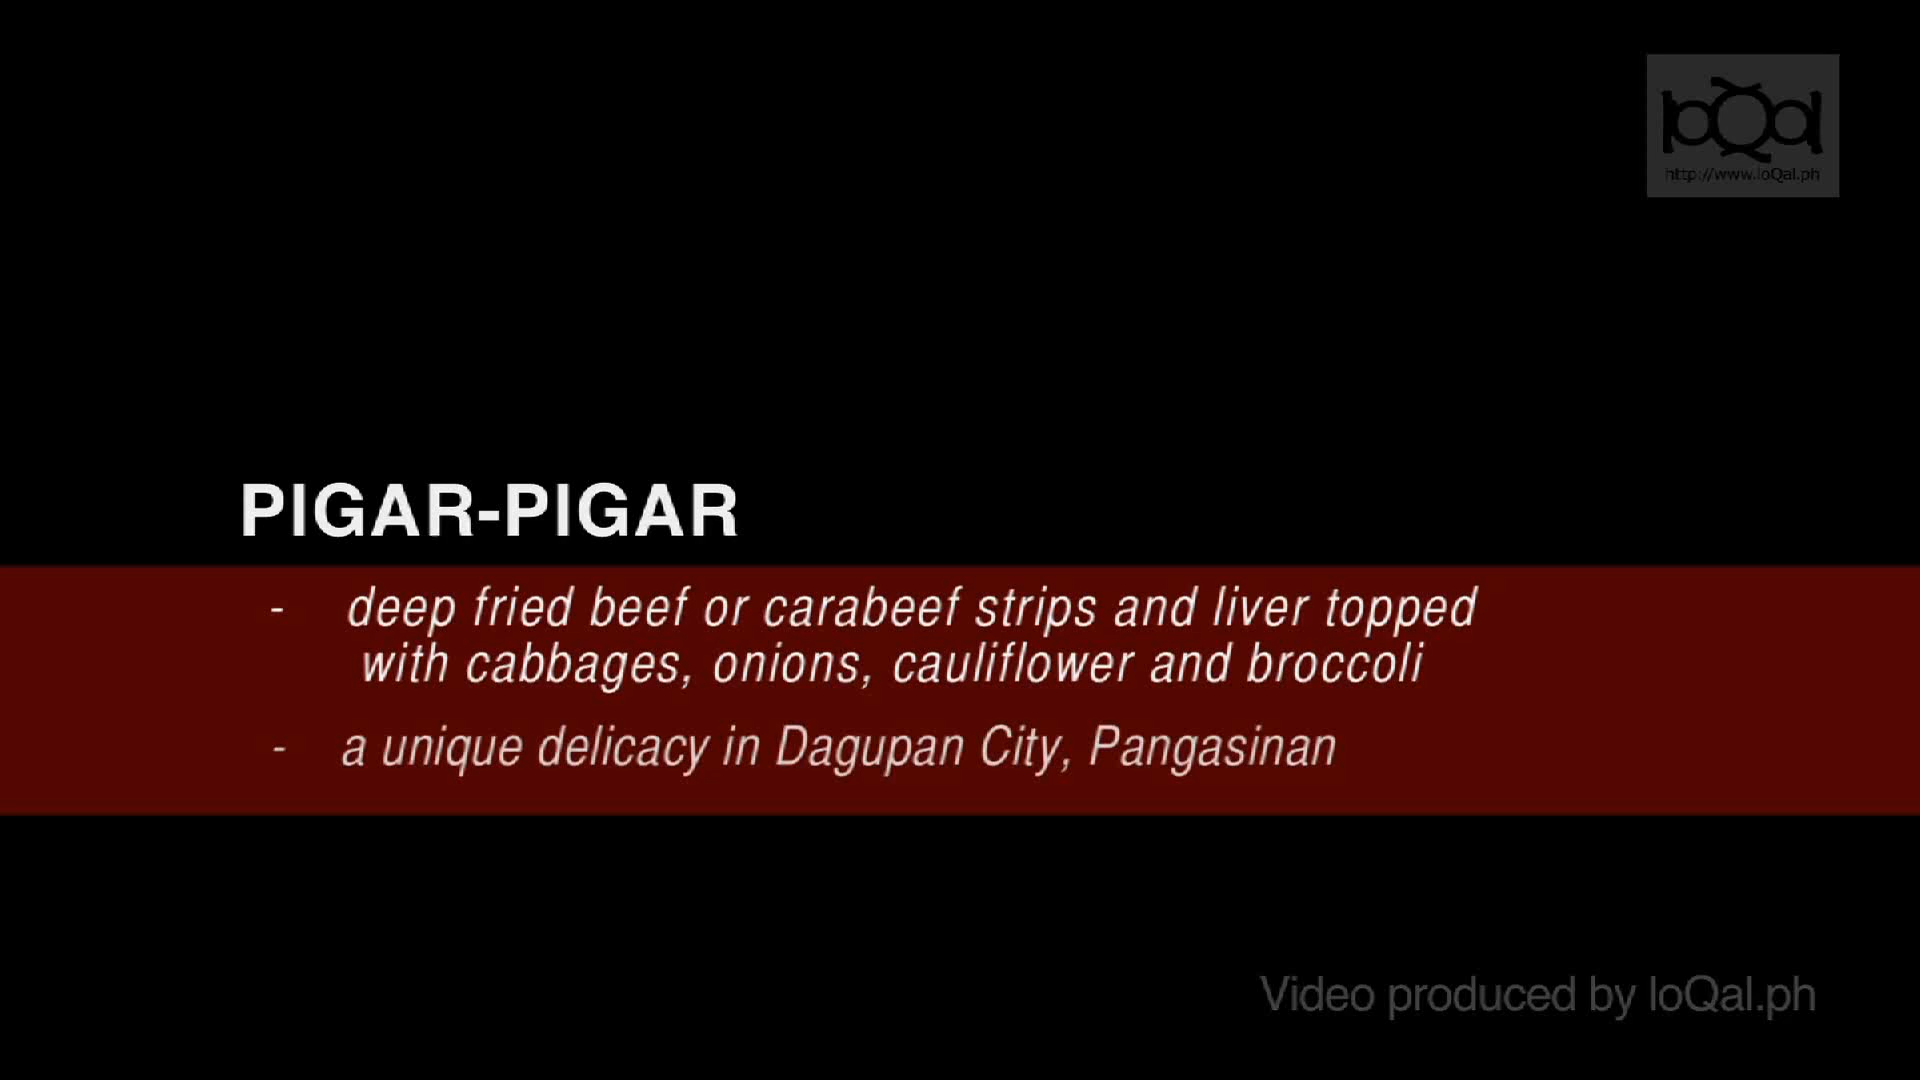 loQal
http://www.loQal.ph
PIGAR-PIGAR
- deep fried beef or carabeef strips and liver topped
with cabbages, onions, cauliflower and broccoli
- a unique delicacy in Dagupan City, Pangasinan
Video produced by loQal.ph